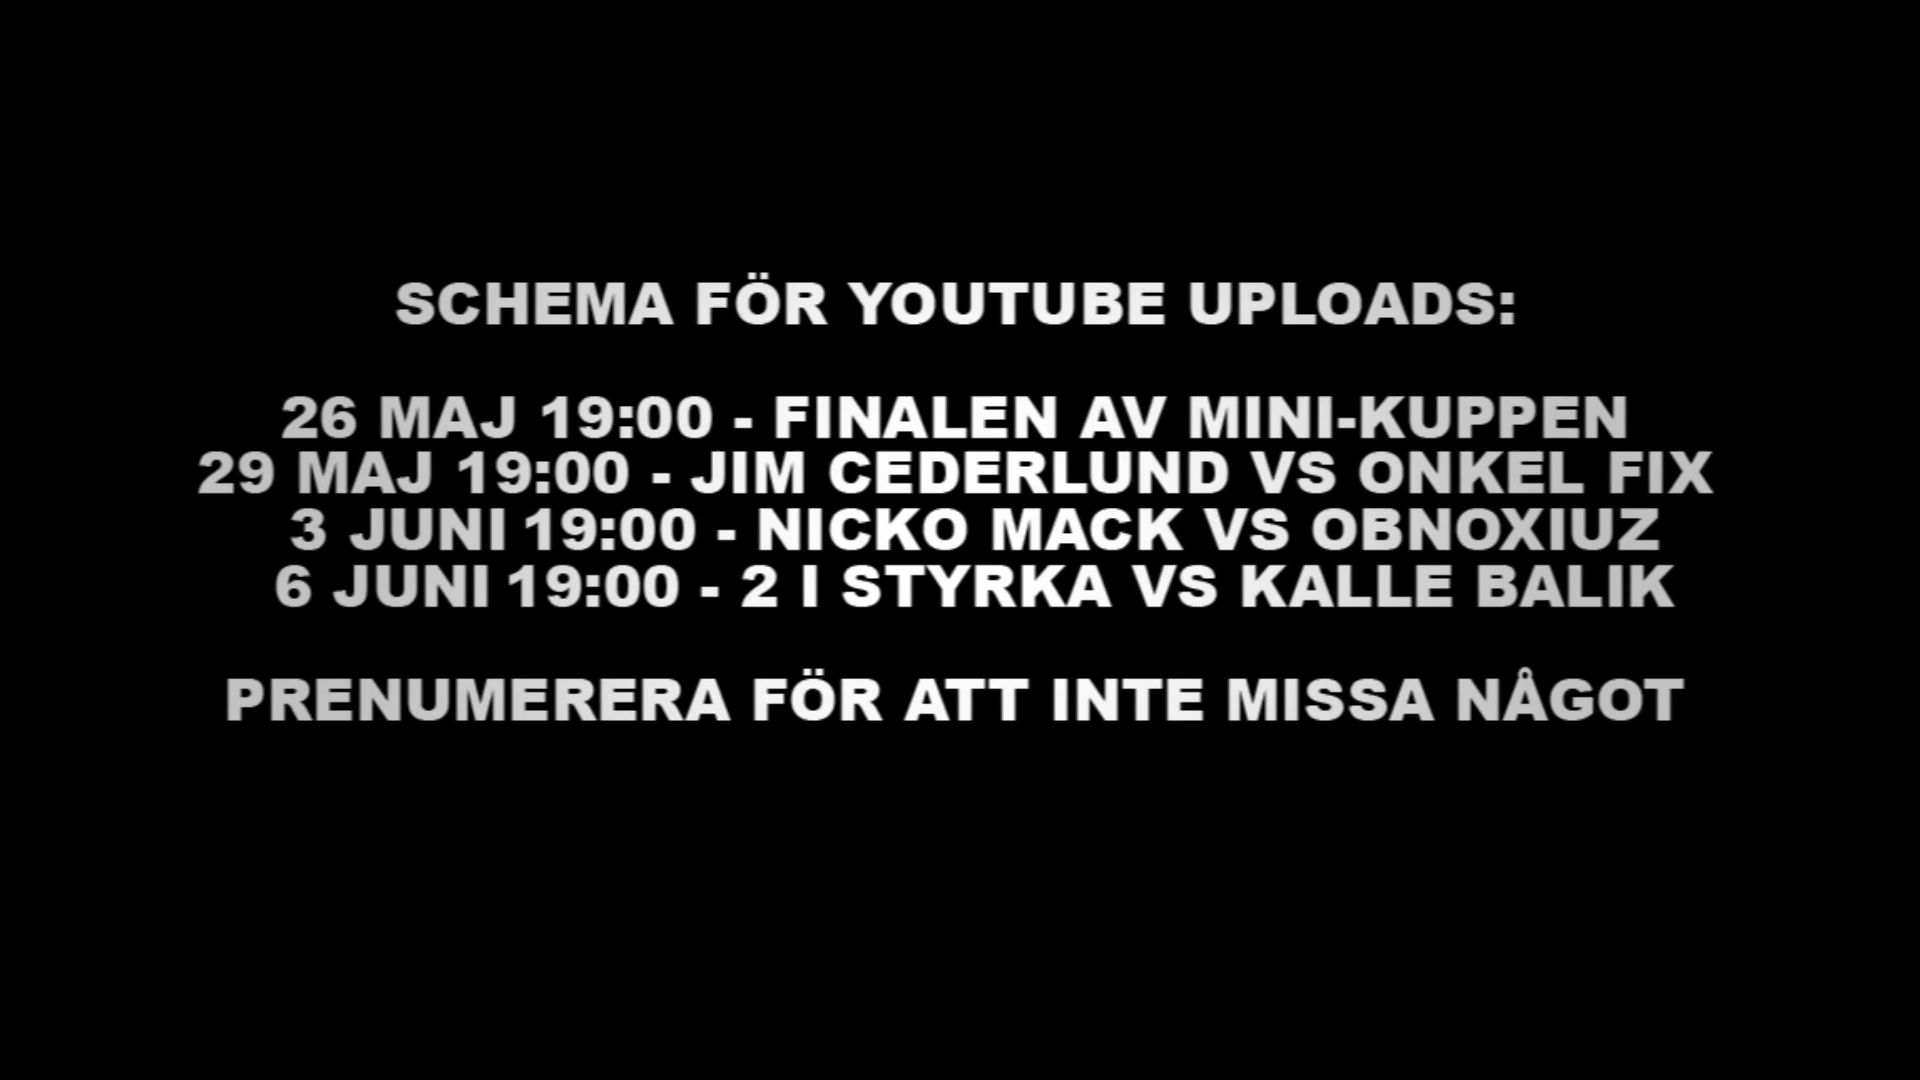 SCHEMA FÖR YOUTUBE UPLOADS:
26 MAJ 19:00 - FINALEN AV MINI-KUPPEN
29 MAJ 19:00 - JIM CEDERLUND VS ONKEL FIX
3 JUNI 19:00 - NICKO MACK VS OBNOXIUZ
6 JUNI 19:00 - 2 I STYRKA VS KALLE BALIK
PRENUMERERA FÖR ATT INTE MISSA NÅGOT